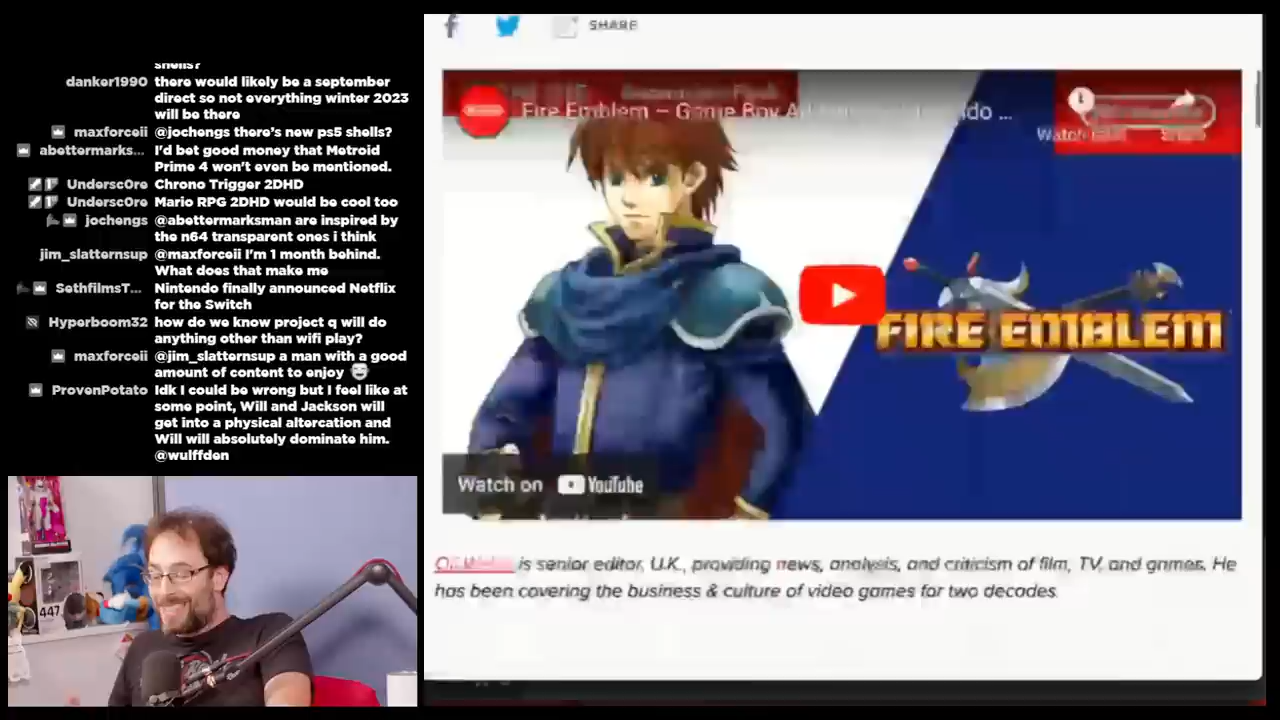 shells?
danker1990 there would likely be a september
direct so not everything winter 2023
will be there
maxforceii @jochengs there's new ps5 shells?
abettermarks... I'd bet good money that Metroid
Prime 4 won't even be mentioned.
Undersc0re Chrono Trigger 2DHD
Undersc0re Mario RPG 2DHD would be cool too
jochengs @abettermarksman are inspired by
the n64 transparent ones i think
jim_slatternsup @maxforceii I'm 1 month behind.
What does that make me
SethfilmsT... Nintendo finally announced Netflix
for the Switch
Hyperboom32 how do we know project q will do
anything other than wifi play?
maxforceii @jim_slatternsup a man with a good
amount of content to enjoy
ProvenPotato Idk I could be wrong but I feel like at
some point, Will and Jackson will
get into a physical altercation and
Will will absolutely dominate him.
@wulffden
447
SHARE
Fire Emblem – Game Boy
FIRE EMBLEM
Watch on YouTube
is senior editor, U.K., providing news, analysis, and criticism of film, TV, and games. He
has been covering the business & culture of video games for two decades.